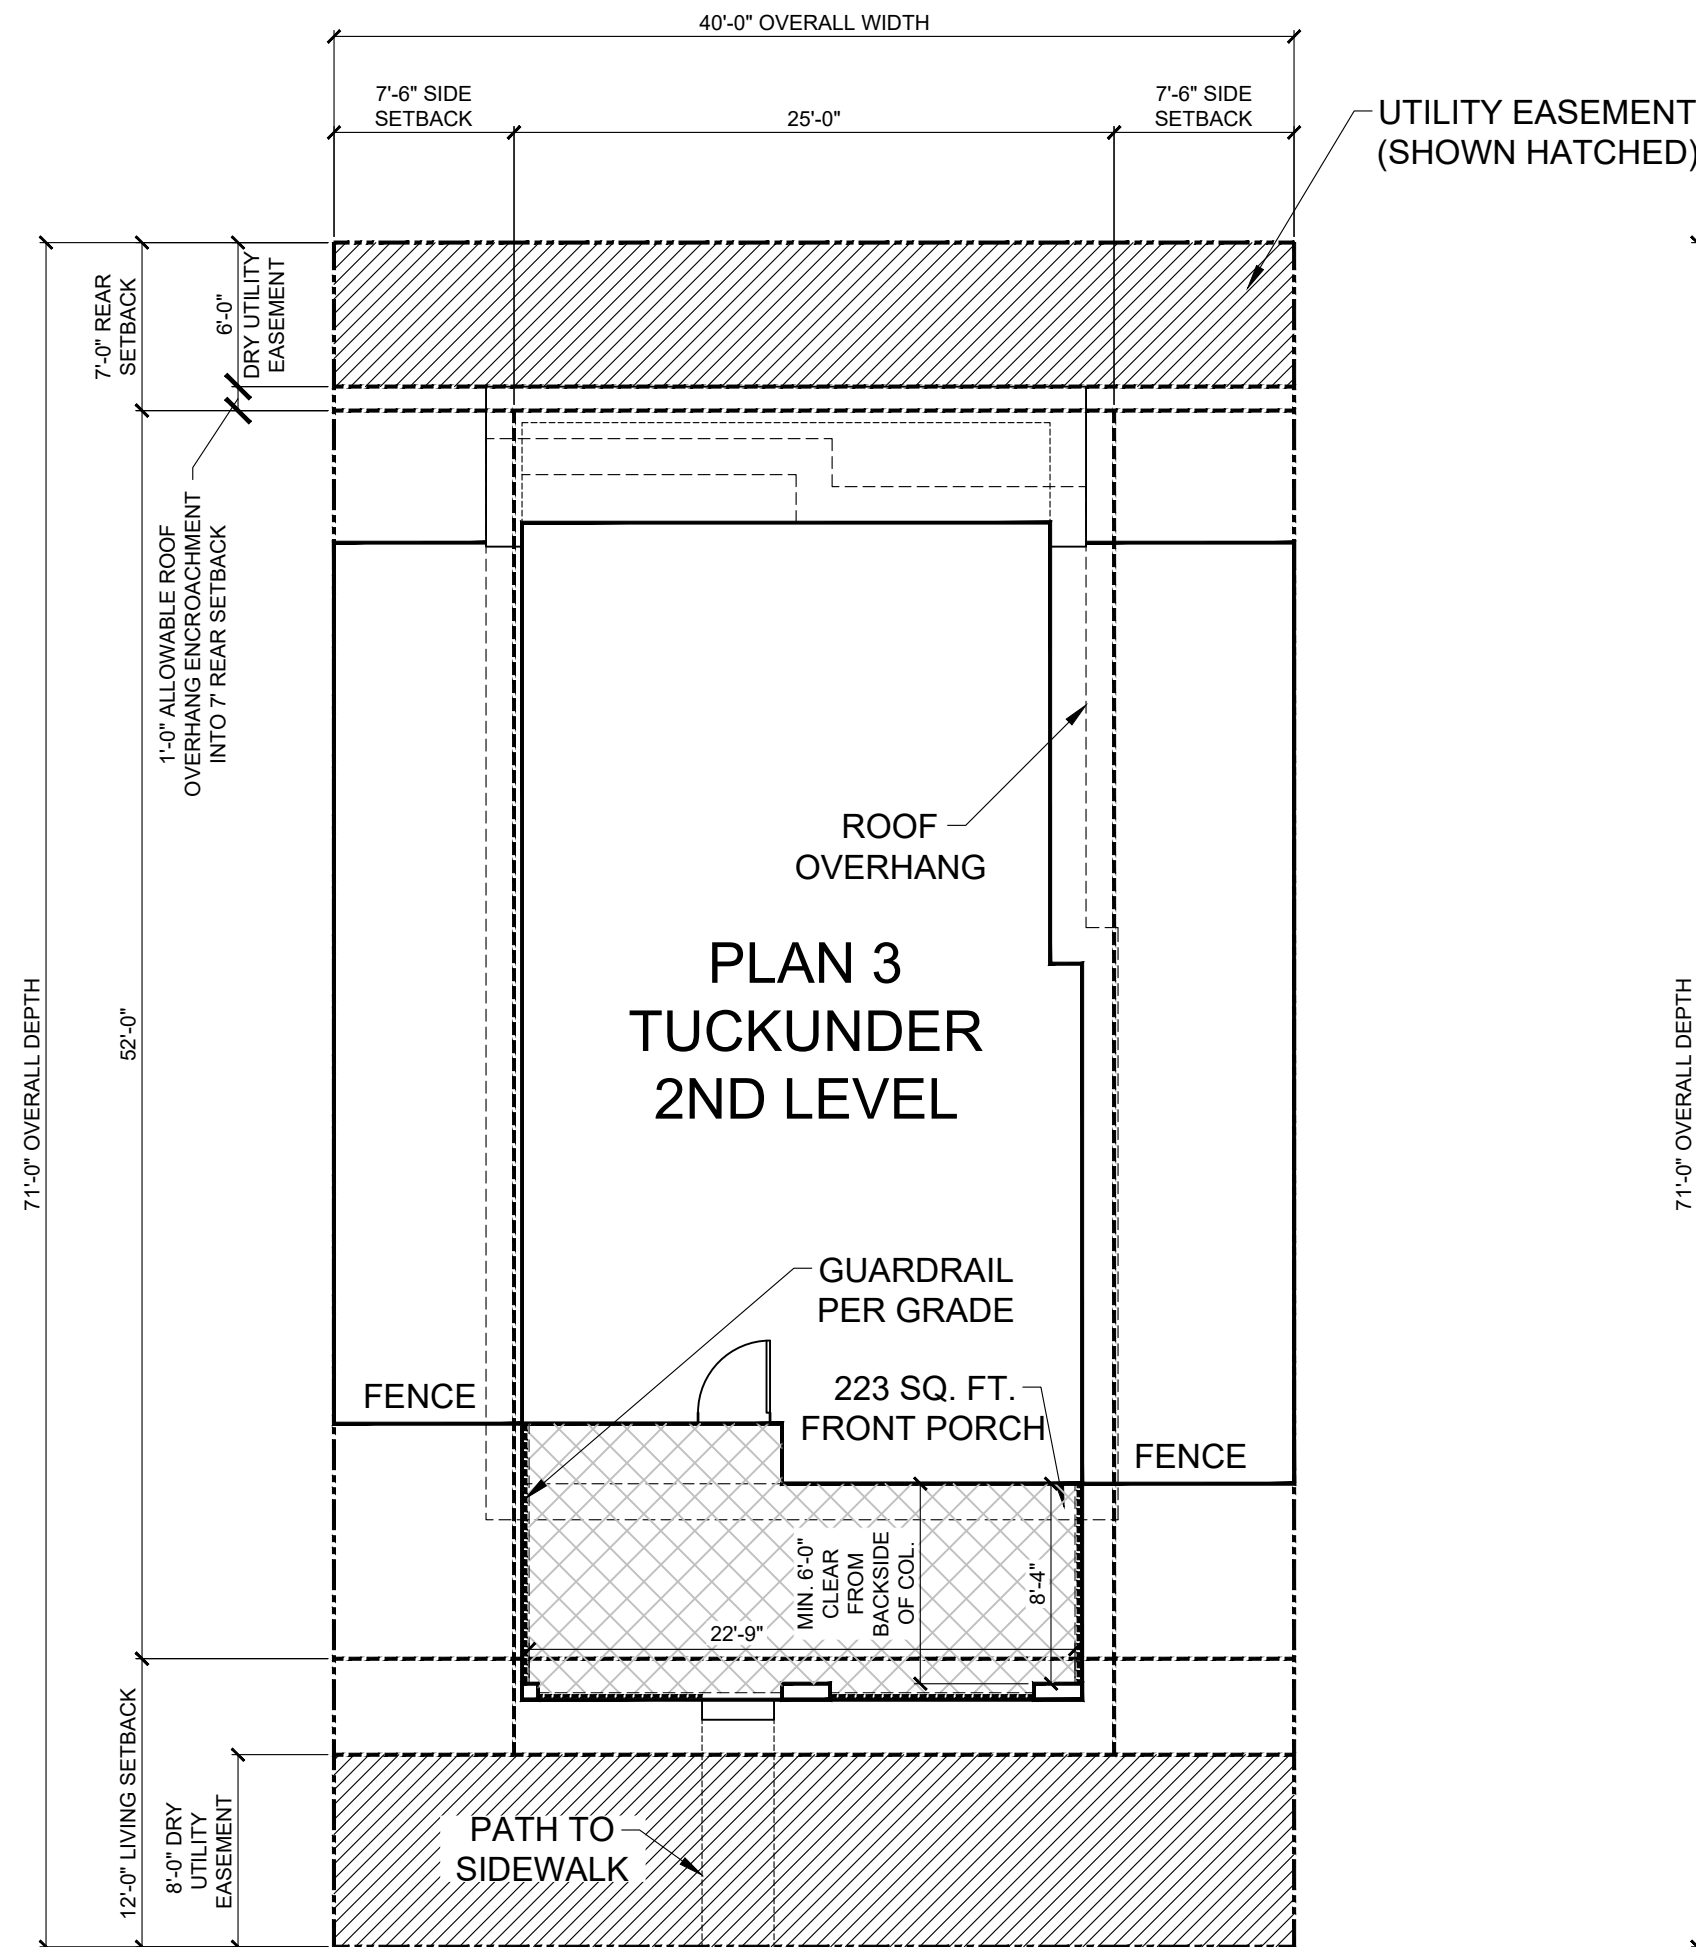 40'-0" OVERALL WIDTH
7'-6" SIDE
SETBACK
25'-0"
7'-6" SIDE
SETBACK
UTILITY EASEMENT
(SHOWN HATCHED)
7'-0" REAR
SETBACK
6'-0"
DRY UTILITY
EASEMENT
1'-0" ALLOWABLE ROOF
OVERHANG ENCROACHMENT
INTO 7' REAR SETBACK
ROOF
OVERHANG
PLAN 3
TUCKUNDER
2ND LEVEL
71'-0" OVERALL DEPTH
52'-0"
71'-0" OVERALL DEPTH
GUARDRAIL
PER GRADE
223 SQ. FT.
FRONT PORCH
FENCE
FENCE
MIN. 6'-0"
CLEAR
FROM
BACKSIDE
OF COL.
8'-4"
22'-9"
12'-0" LIVING SETBACK
8'-0" DRY
UTILITY
EASEMENT
PATH TO
SIDEWALK